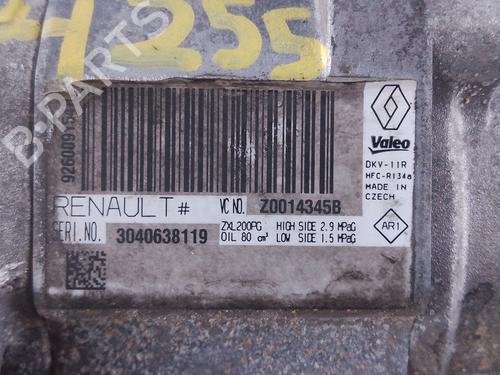 4255
B-PARTS
Valeo
DKV-11R
HFC-R134a
MADE IN
CZECH
RENAULT #
VC NO. Z0014345B
SERI.NO. 3040638119
ZXL200PG HIGH SIDE 2.9 MPaG
OIL 80 cm³ LOW SIDE 1.5 MPaG
AR1